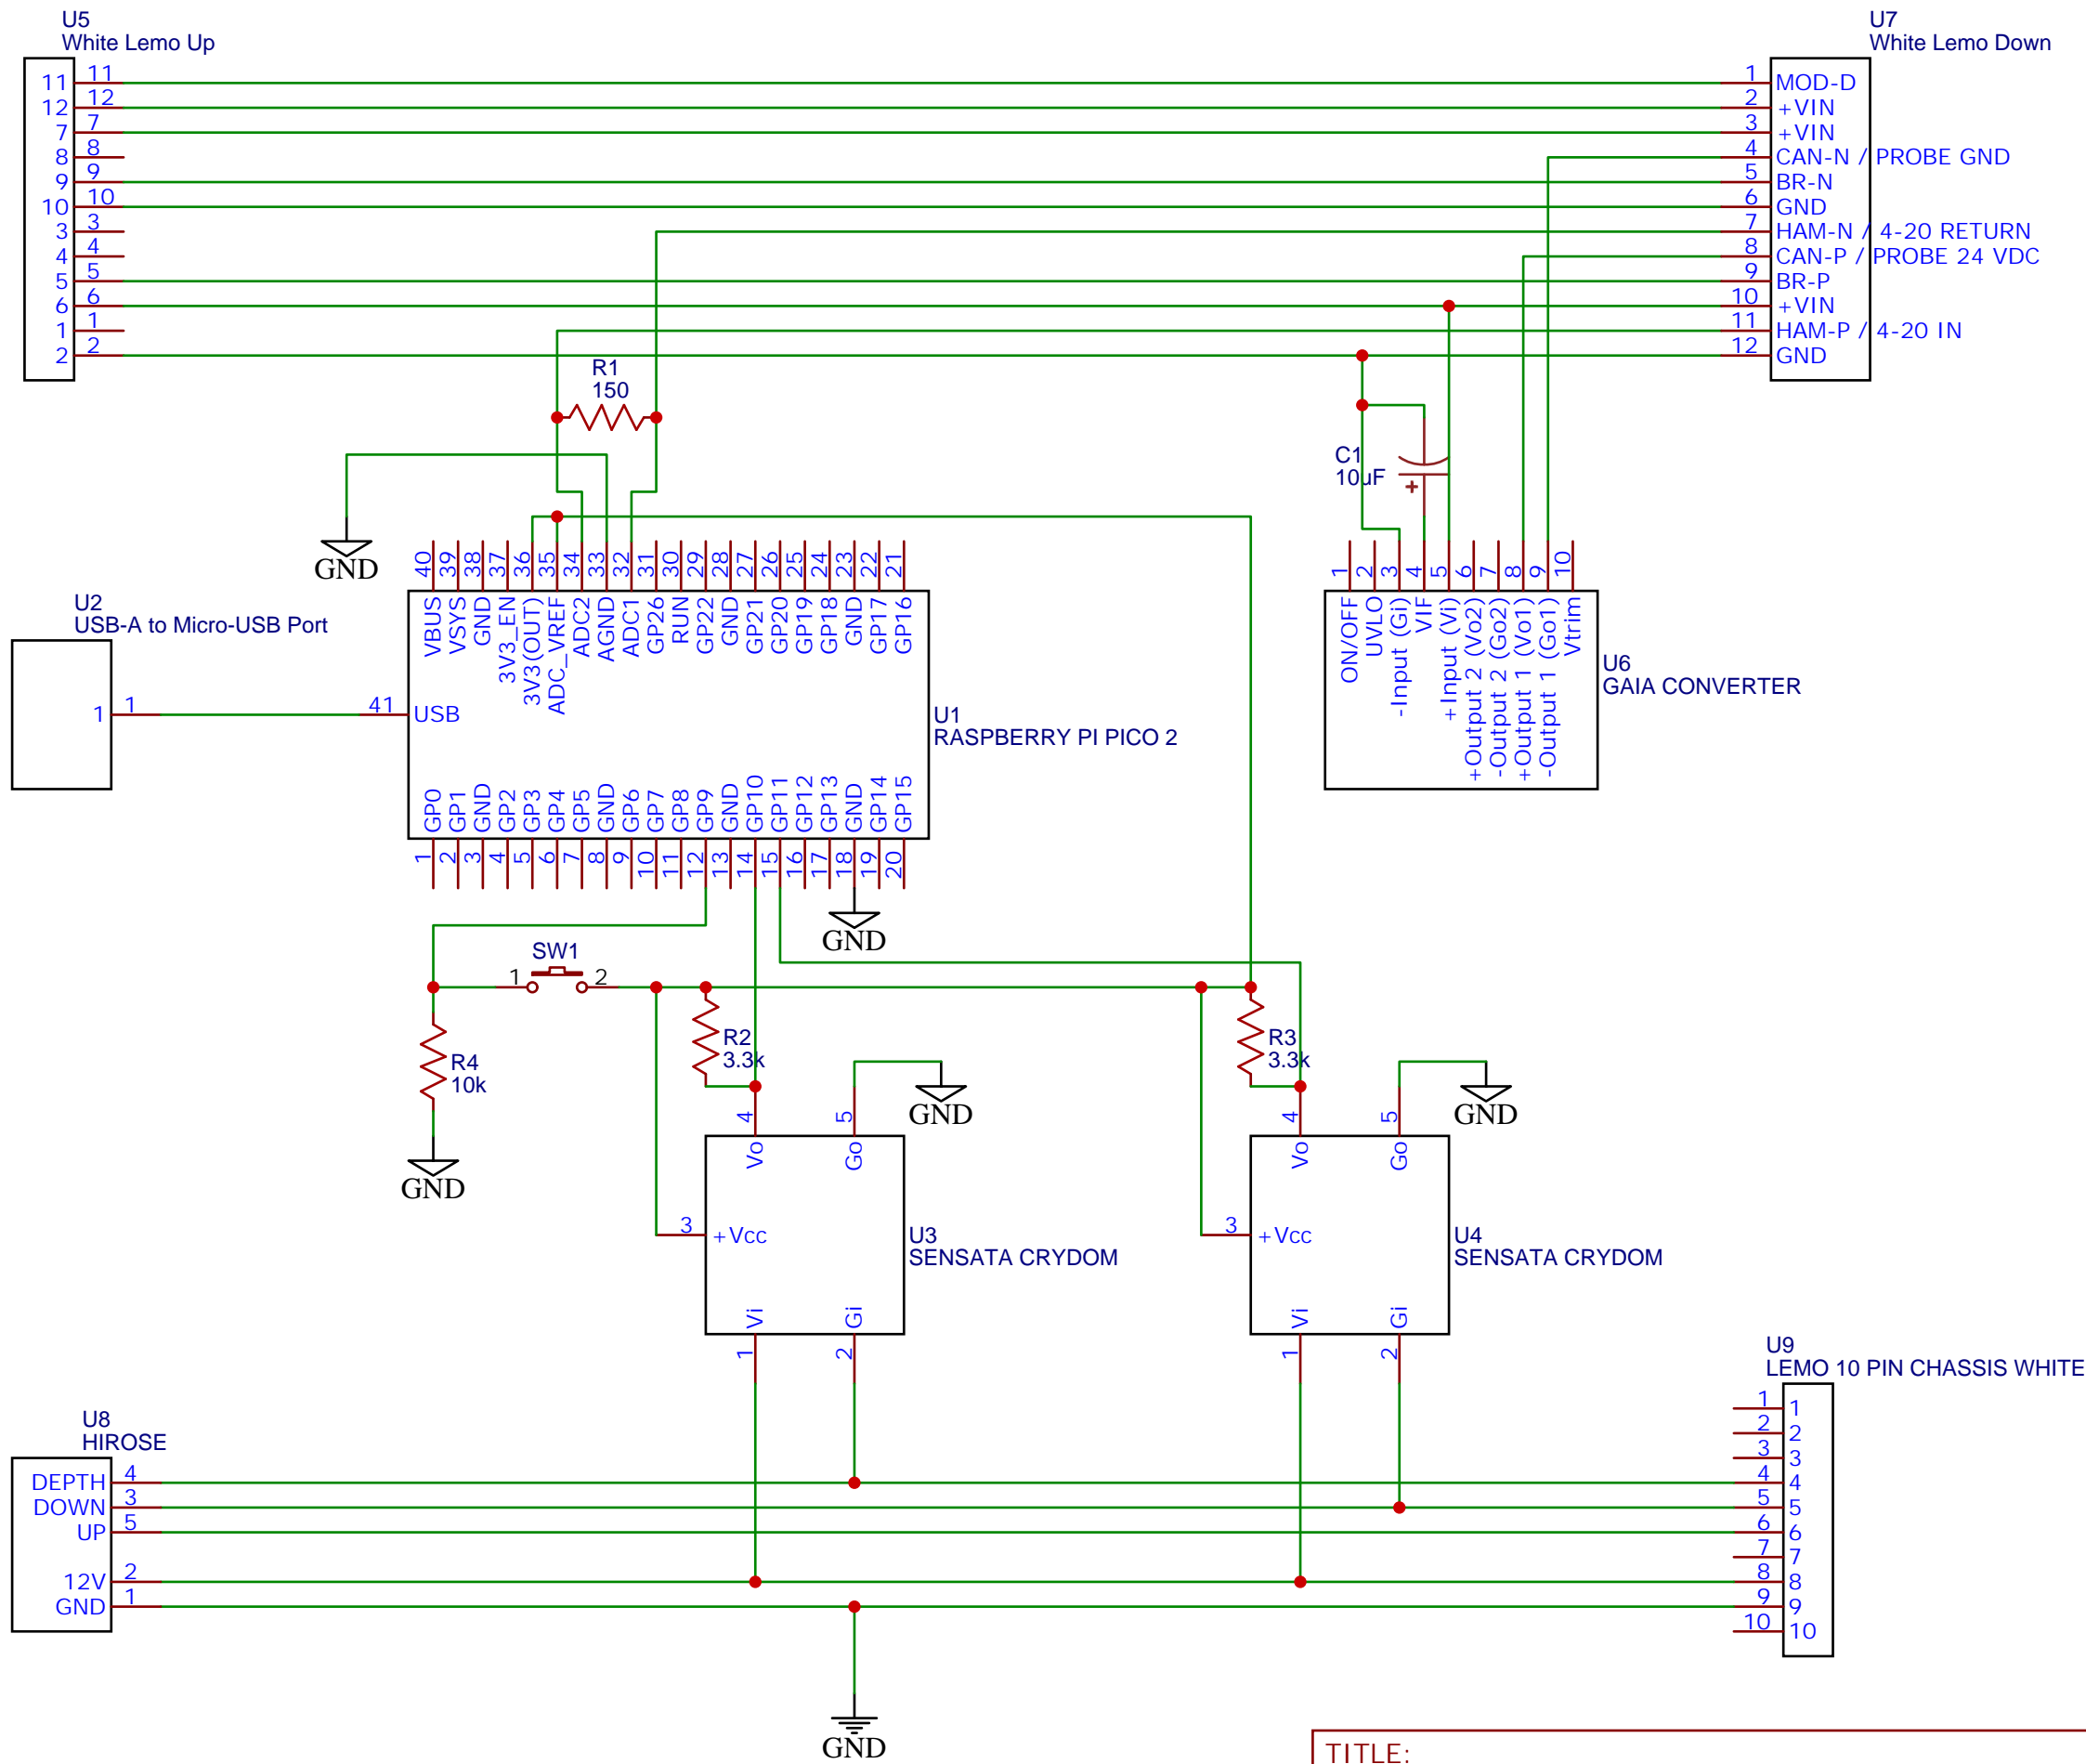 U5
White Lemo Up
11 11
12 12
7 7
8 8
9 9
10 10
3 3
4 4
5 5
6 6
1 1
2 2
U7
White Lemo Down
1 MOD-D
2 +VIN
3 +VIN
4 CAN-N / PROBE GND
5 BR-N
6 GND
7 HAM-N / 4-20 RETURN
8 CAN-P / PROBE 24 VDC
9 BR-P
10 +VIN
11 HAM-P / 4-20 IN
12 GND
R1
150
C1
10uF
+
GND
U2
USB-A to Micro-USB Port
1 1
41 USB
40 VBUS
39 VSYS
38 GND
37 3V3_EN
36 3V3(OUT)
35 ADC_VREF
34 ADC2
33 AGND
32 ADC1
31 GP26
30 RUN
29 GP22
28 GND
27 GP21
26 GP20
25 GP19
24 GP18
23 GND
22 GP17
21 GP16
U1
RASPBERRY PI PICO 2
GP0 1
GP1 2
GND 3
GP2 4
GP3 5
GP4 6
GP5 7
GND 8
GP6 9
GP7 10
GP8 11
GP9 12
GND 13
GP10 14
GP11 15
GP12 16
GP13 17
GND 18
GP14 19
GP15 20
GND
1 ON/OFF
2 UVLO
3 -Input (Gi)
4 VIF
5 +Input (Vi)
6 +Output 2 (Vo2)
7 -Output 2 (Go2)
8 +Output 1 (Vo1)
9 -Output 1 (Go1)
10 Vtrim
U6
GAIA CONVERTER
SW1
1 2
R4
10k
GND
R2
3.3k
GND
R3
3.3k
GND
4 Vo
5 Go
3 +Vcc
Vi 1
Gi 2
U3
SENSATA CRYDOM
4 Vo
5 Go
3 +Vcc
Vi 1
Gi 2
U4
SENSATA CRYDOM
U8
HIROSE
DEPTH 4
DOWN 3
UP 5
12V 2
GND 1
U9
LEMO 10 PIN CHASSIS WHITE
1 1
2 2
3 3
4 4
5 5
6 6
7 7
8 8
9 9
10 10
GND
TITLE: